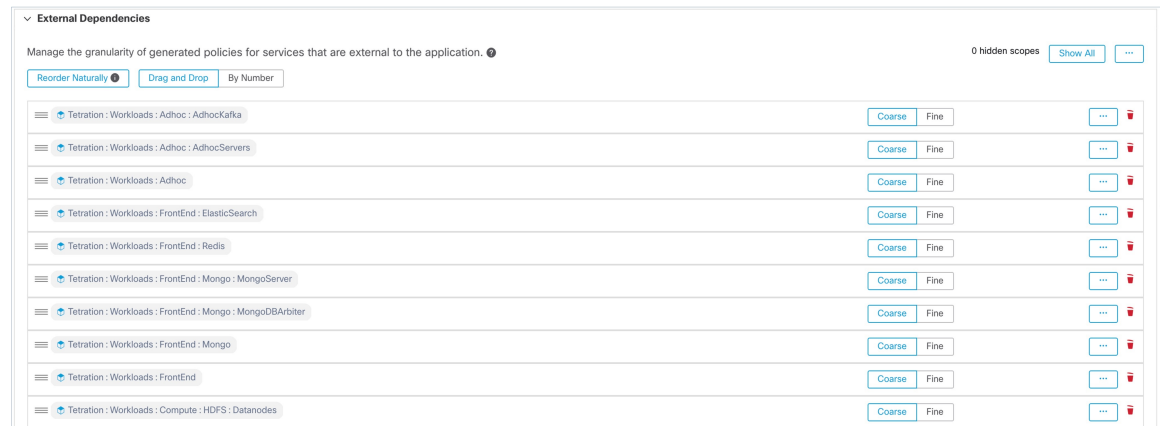 External Dependencies
Manage the granularity of generated policies for services that are external to the application. ?
0 hidden scopes Show All ...
Reorder Naturally i Drag and Drop By Number
Tetration : Workloads : Adhoc : AdhocKafka Coarse Fine ...
Tetration : Workloads : Adhoc : AdhocServers Coarse Fine ...
Tetration : Workloads : Adhoc Coarse Fine ...
Tetration : Workloads : FrontEnd : ElasticSearch Coarse Fine ...
Tetration : Workloads : FrontEnd : Redis Coarse Fine ...
Tetration : Workloads : FrontEnd : Mongo : MongoServer Coarse Fine ...
Tetration : Workloads : FrontEnd : Mongo : MongoDBArbiter Coarse Fine ...
Tetration : Workloads : FrontEnd : Mongo Coarse Fine ...
Tetration : Workloads : FrontEnd Coarse Fine ...
Tetration : Workloads : Compute : HDFS : Datanodes Coarse Fine ...